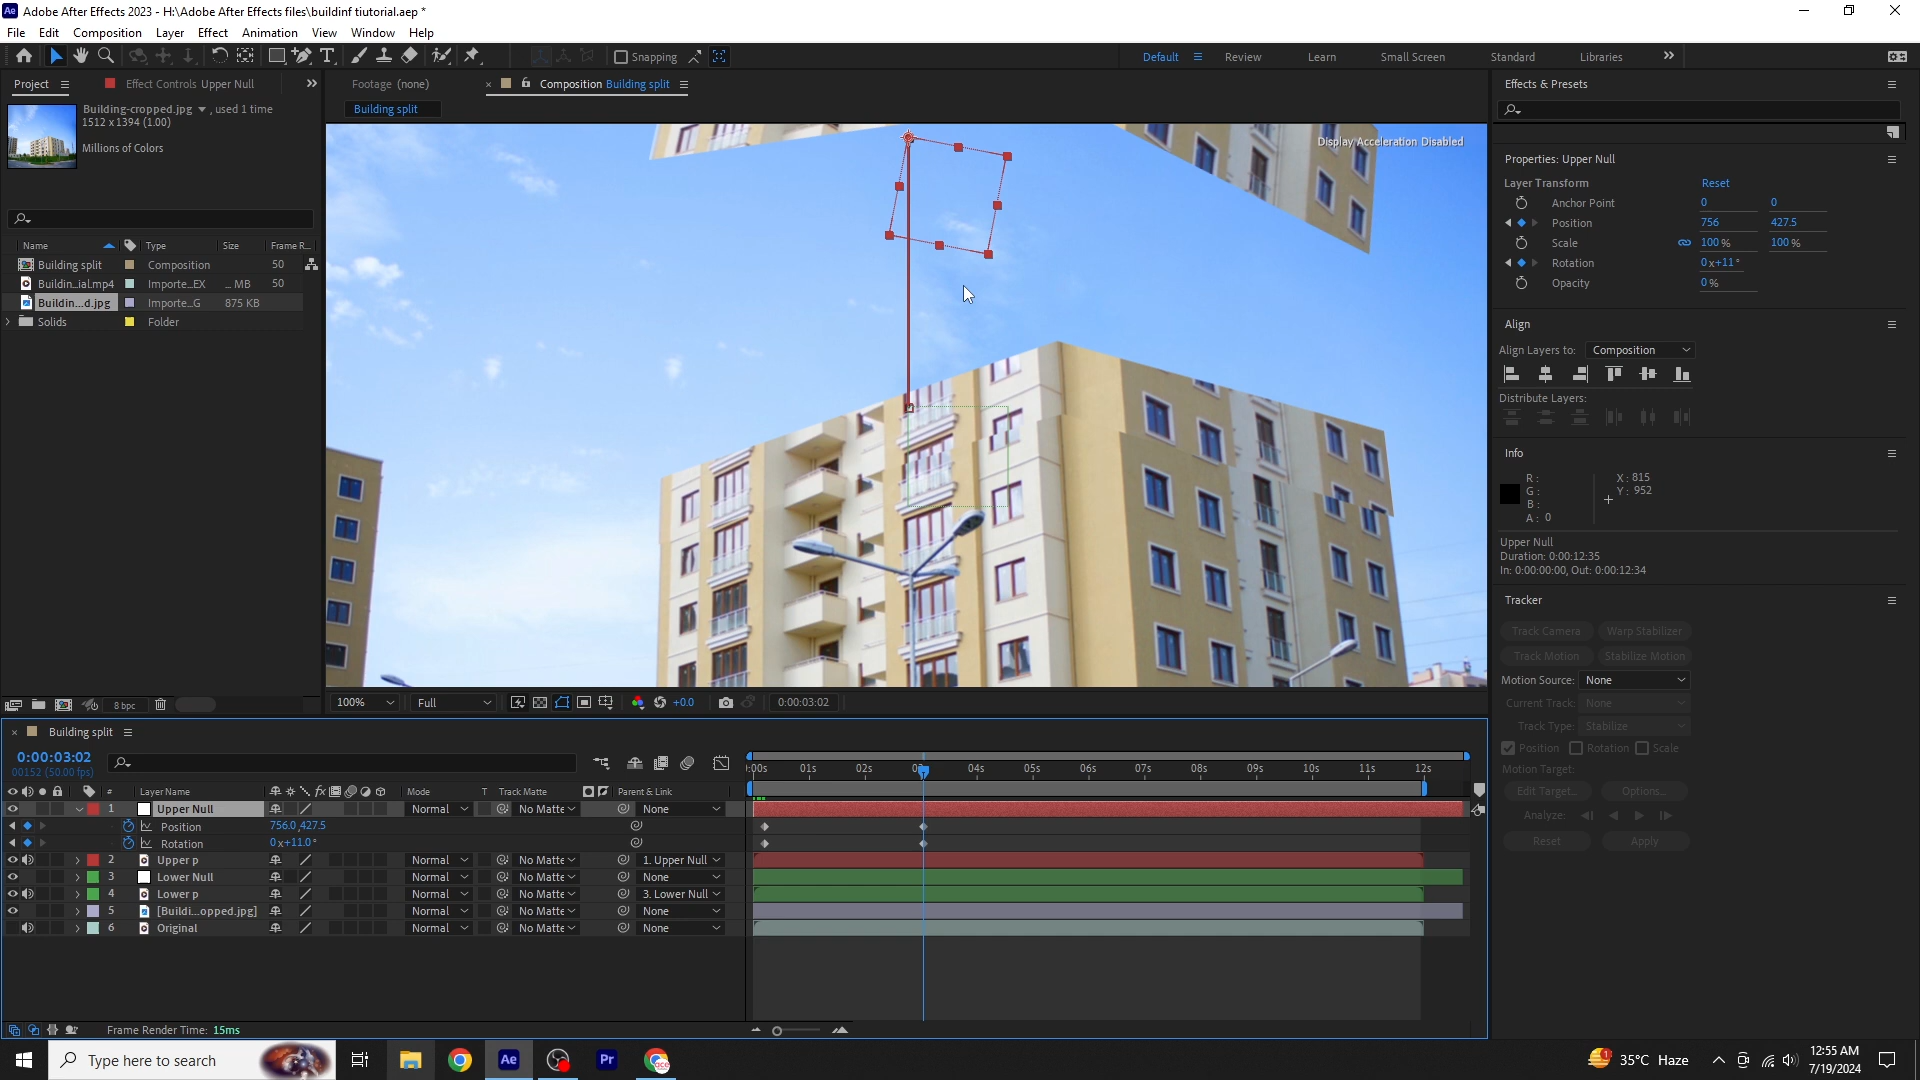 Adobe After Effects 2023 - H:\Adobe After Effects files\buildinf tiutorial.aep *
File Edit Composition Layer Effect Animation View Window Help
Snapping
Default Review Learn Small Screen Standard Libraries
Project Effect Controls Upper Null
Building-cropped.jpg , used 1 time
1512 x 1394 (1.00)
Millions of Colors
Name Type Size Frame R...
Building split Composition 50
Buildin...ial.mp4 Importe...EX ... MB 50
Buildin...d.jpg Importe...G 875 KB
Solids Folder
8 bpc
Footage (none)
Composition Building split
Building split
Display Acceleration Disabled
100% Full +0.0 0:00:03:02
Effects & Presets
Properties: Upper Null
Layer Transform Reset
Anchor Point 0 0
Position 756 427.5
Scale 100 % 100 %
Rotation 0x+11 °
Opacity 0 %
Align
Align Layers to: Composition
Distribute Layers:
Info
R : X : 815
G : Y : 952
B :
A : 0
Upper Null
Duration: 0:00:12:35
In: 0:00:00:00, Out: 0:00:12:34
Tracker
Track Camera Warp Stabilizer
Track Motion Stabilize Motion
Motion Source: None
Current Track: None
Track Type: Stabilize
Position Rotation Scale
Motion Target:
Edit Target... Options...
Analyze:
Reset Apply
Building split
0:00:03:02
00152 (50.00 fps)
:00s 01s 02s 04s 05s 06s 07s 08s 09s 10s 11s 12s
# Layer Name fx Mode T Track Matte Parent & Link
1 Upper Null Normal No Matte None
Position 756.0,427.5
Rotation 0x+11.0°
2 Upper p Normal No Matte 1. Upper Null
3 Lower Null Normal No Matte None
4 Lower p Normal No Matte 3. Lower Null
5 [Buildi...opped.jpg] Normal No Matte None
6 Original Normal No Matte None
Frame Render Time: 15ms
Type here to search
Ae
Pr
1
35°C Haze
12:55 AM
7/19/2024